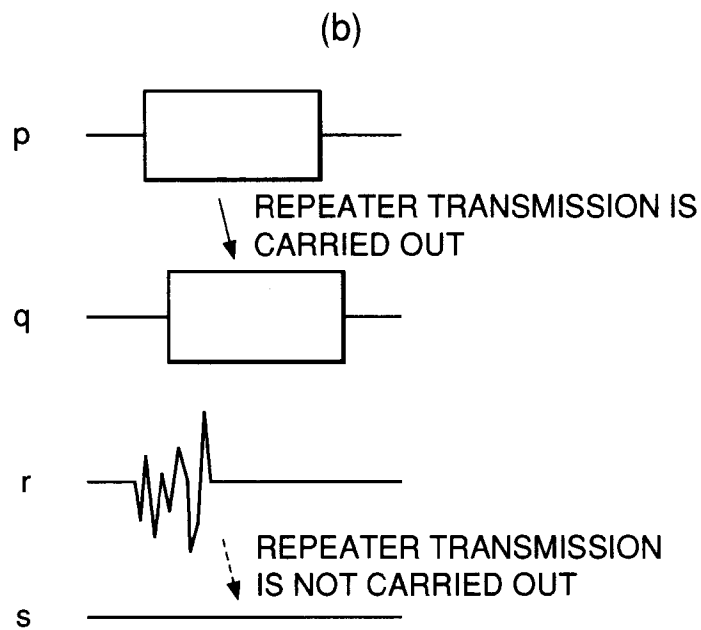 (b)
p
REPEATER TRANSMISSION IS
CARRIED OUT
q
r
REPEATER TRANSMISSION
IS NOT CARRIED OUT
s